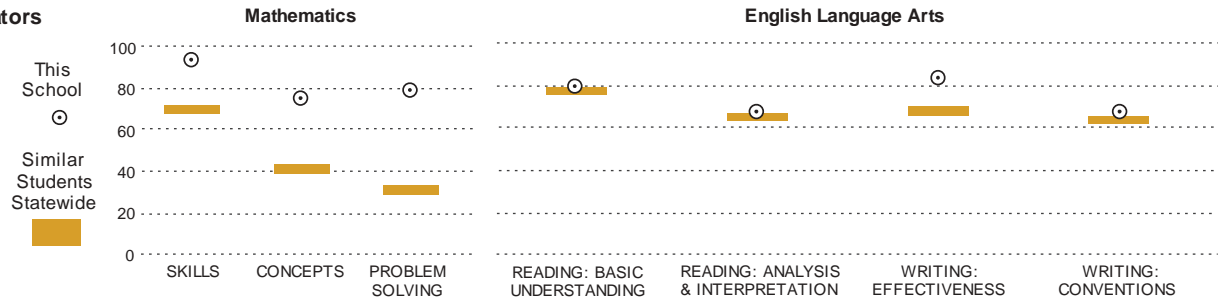 Mathematics
English Language Arts
This
School
Similar
Students
Statewide
100
80
60
40
20
0
SKILLS
CONCEPTS
PROBLEM
SOLVING
READING: BASIC
UNDERSTANDING
READING: ANALYSIS
& INTERPRETATION
WRITING:
EFFECTIVENESS
WRITING:
CONVENTIONS